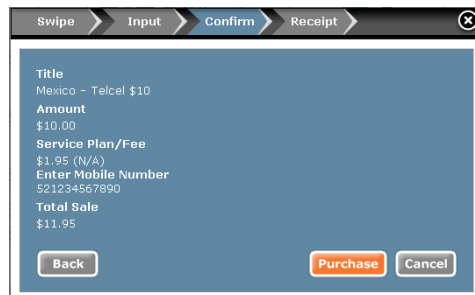 Swipe Input Confirm Receipt
Title
Mexico - Telcel $10
Amount
$10.00
Service Plan/Fee
$1.95 (N/A)
Enter Mobile Number
521234567890
Total Sale
$11.95
Back Purchase Cancel